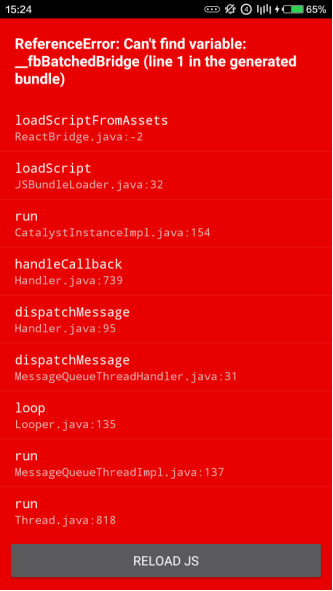 15:24
4
65%
ReferenceError: Can't find variable:
__fbBatchedBridge (line 1 in the generated
bundle)
loadScriptFromAssets
ReactBridge.java:-2
loadScript
JSBundleLoader.java:32
run
CatalystInstanceImpl.java:154
handleCallback
Handler.java:739
dispatchMessage
Handler.java:95
dispatchMessage
MessageQueueThreadHandler.java:31
loop
Looper.java:135
run
MessageQueueThreadImpl.java:137
run
Thread.java:818
RELOAD JS